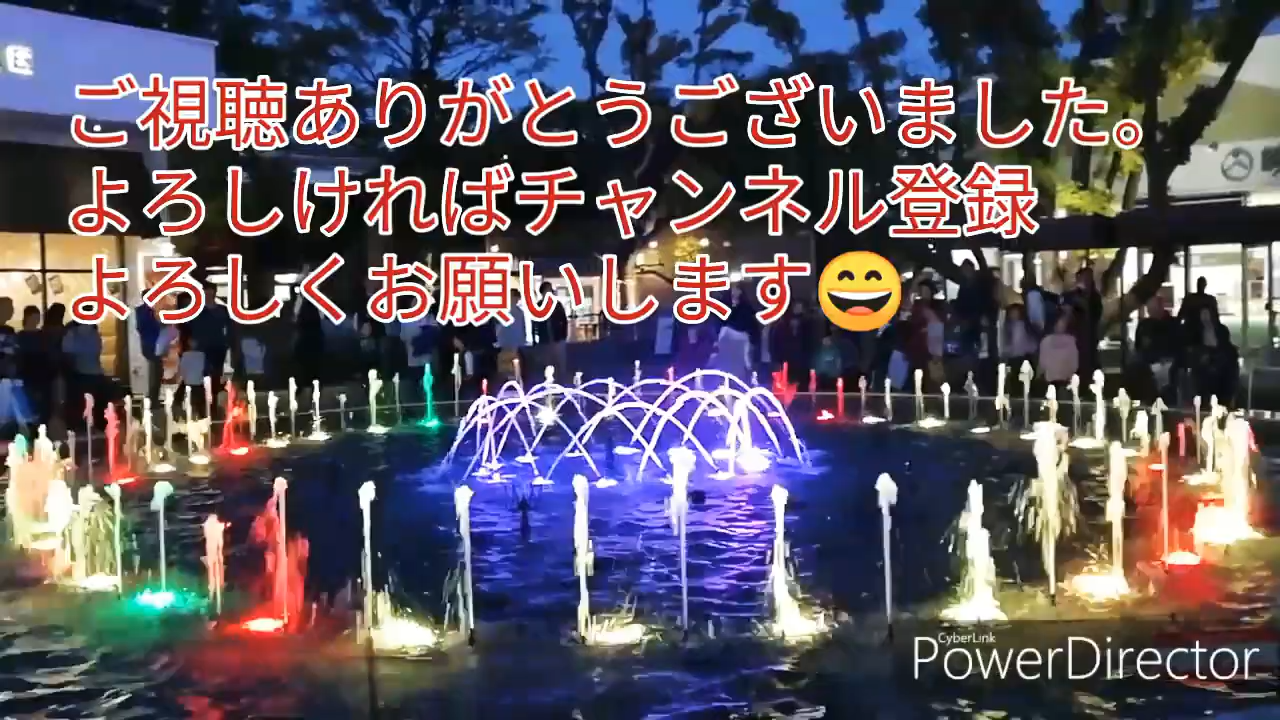 ご視聴ありがとうございました。
よろしければチャンネル登録
よろしくお願いします😄
CyberLink
PowerDirector